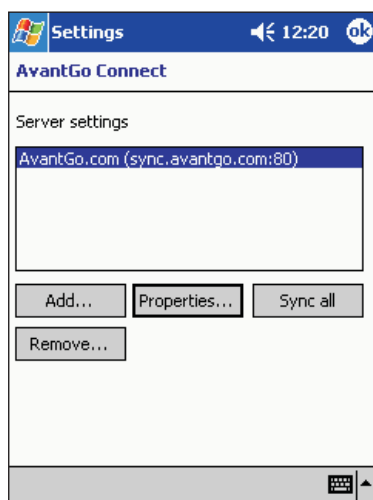 Settings 12:20 ok
AvantGo Connect
Server settings
AvantGo.com (sync.avantgo.com:80)
Add... Properties... Sync all
Remove...